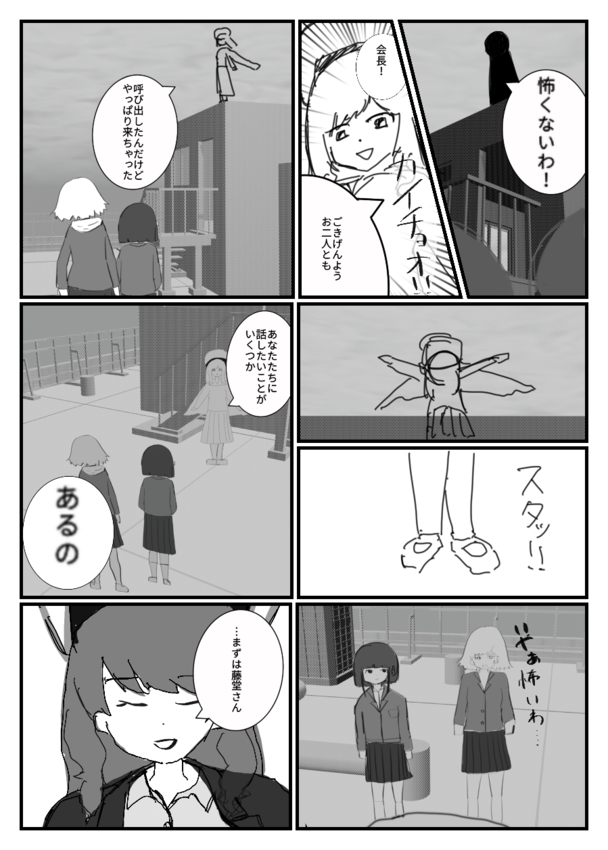 怖くないわ！
会長！
カイチョオ!!
ごきげんよう
お二人とも
呼び出したんだけど
やっぱり来ちゃった
スタッ!!
あなたたちに
話したいことが
いくつか
あるの
いやぁ
怖いわ……
…まずは藤堂さん